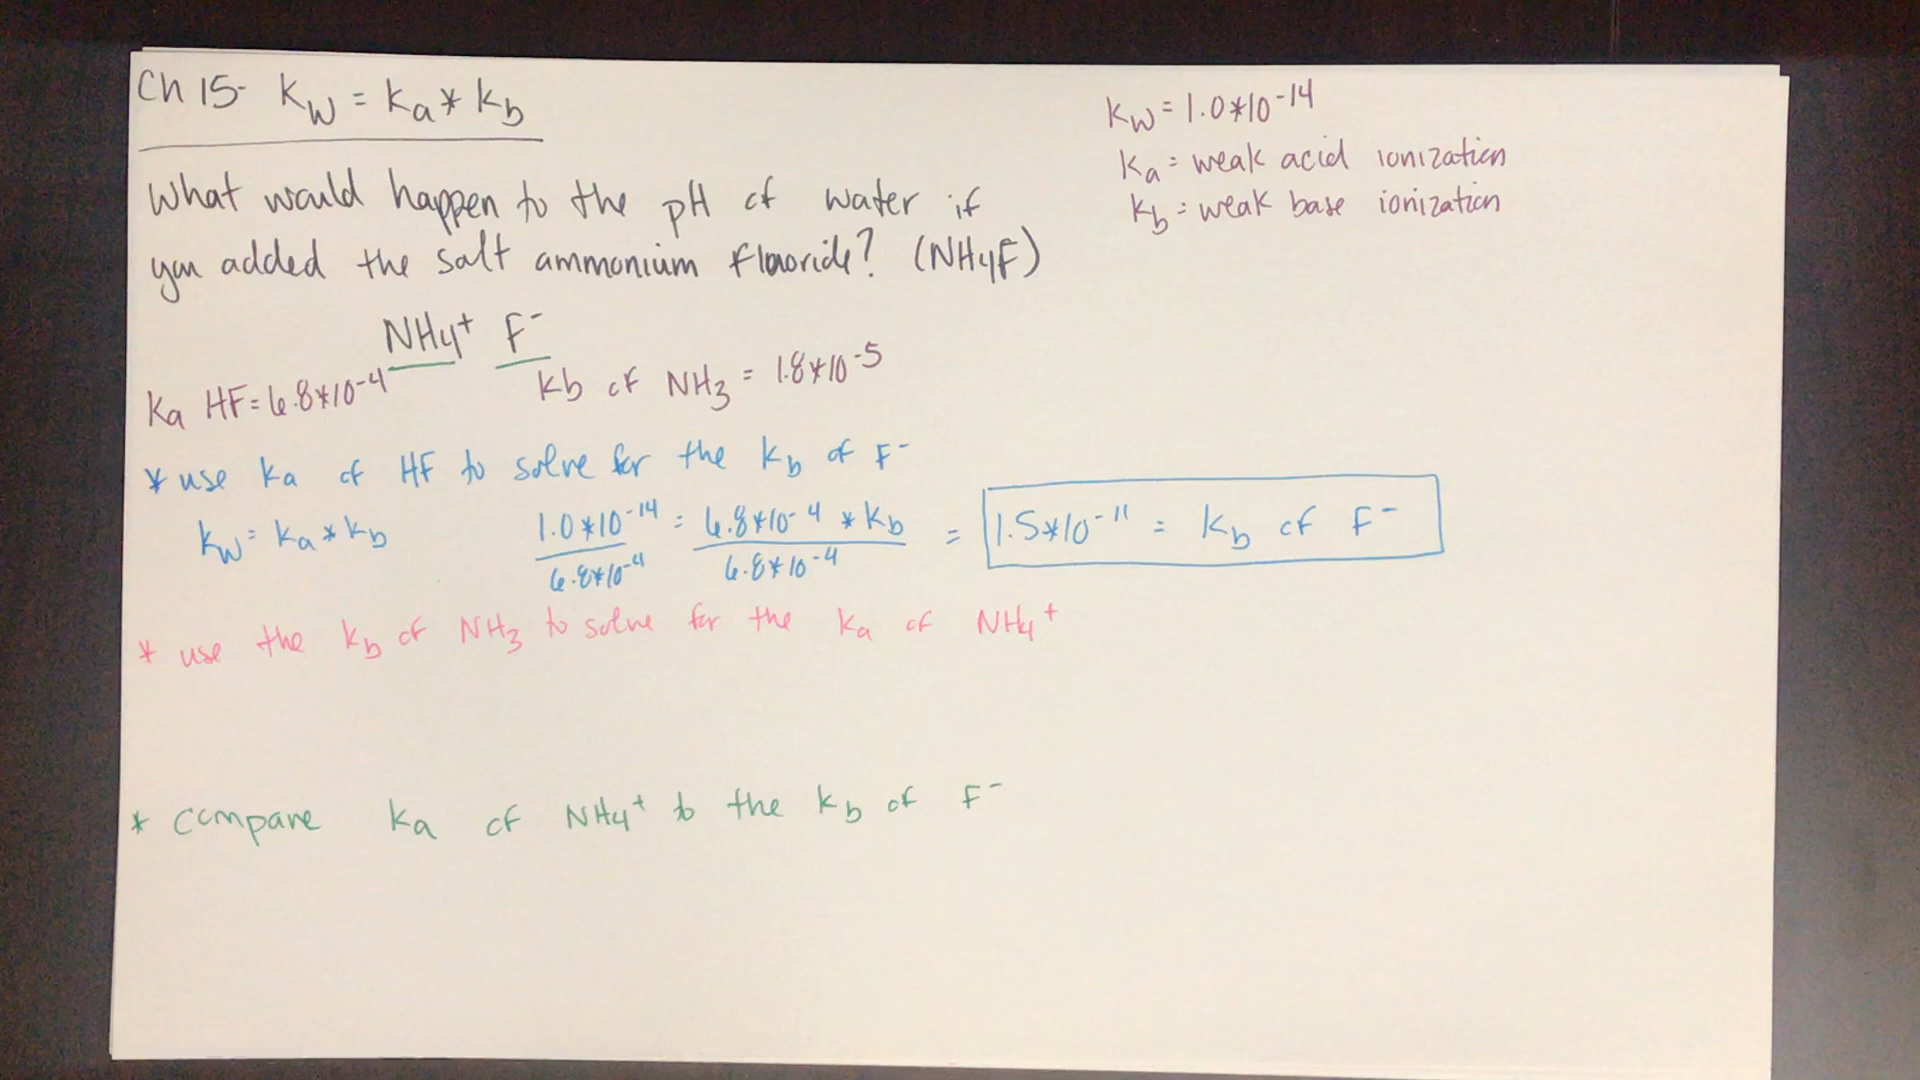 Ch 15- Kw = Ka * Kb
Kw = 1.0*10-14
Ka = weak acid ionization
Kb = weak base ionization
What would happen to the pH of water if
you added the salt ammonium fluoride? (NH4F)
NH4+ F-
Ka HF = 6.8*10-4
Kb of NH3 = 1.8*10-5
* use Ka of HF to solve for the Kb of F-
Kw = Ka * Kb
1.0*10-14 = 6.8*10-4 * Kb = 1.5*10-11 = Kb of F-
6.8*10-4 6.8*10-4
* use the Kb of NH3 to solve for the Ka of NH4+
* compare Ka of NH4+ to the Kb of F-